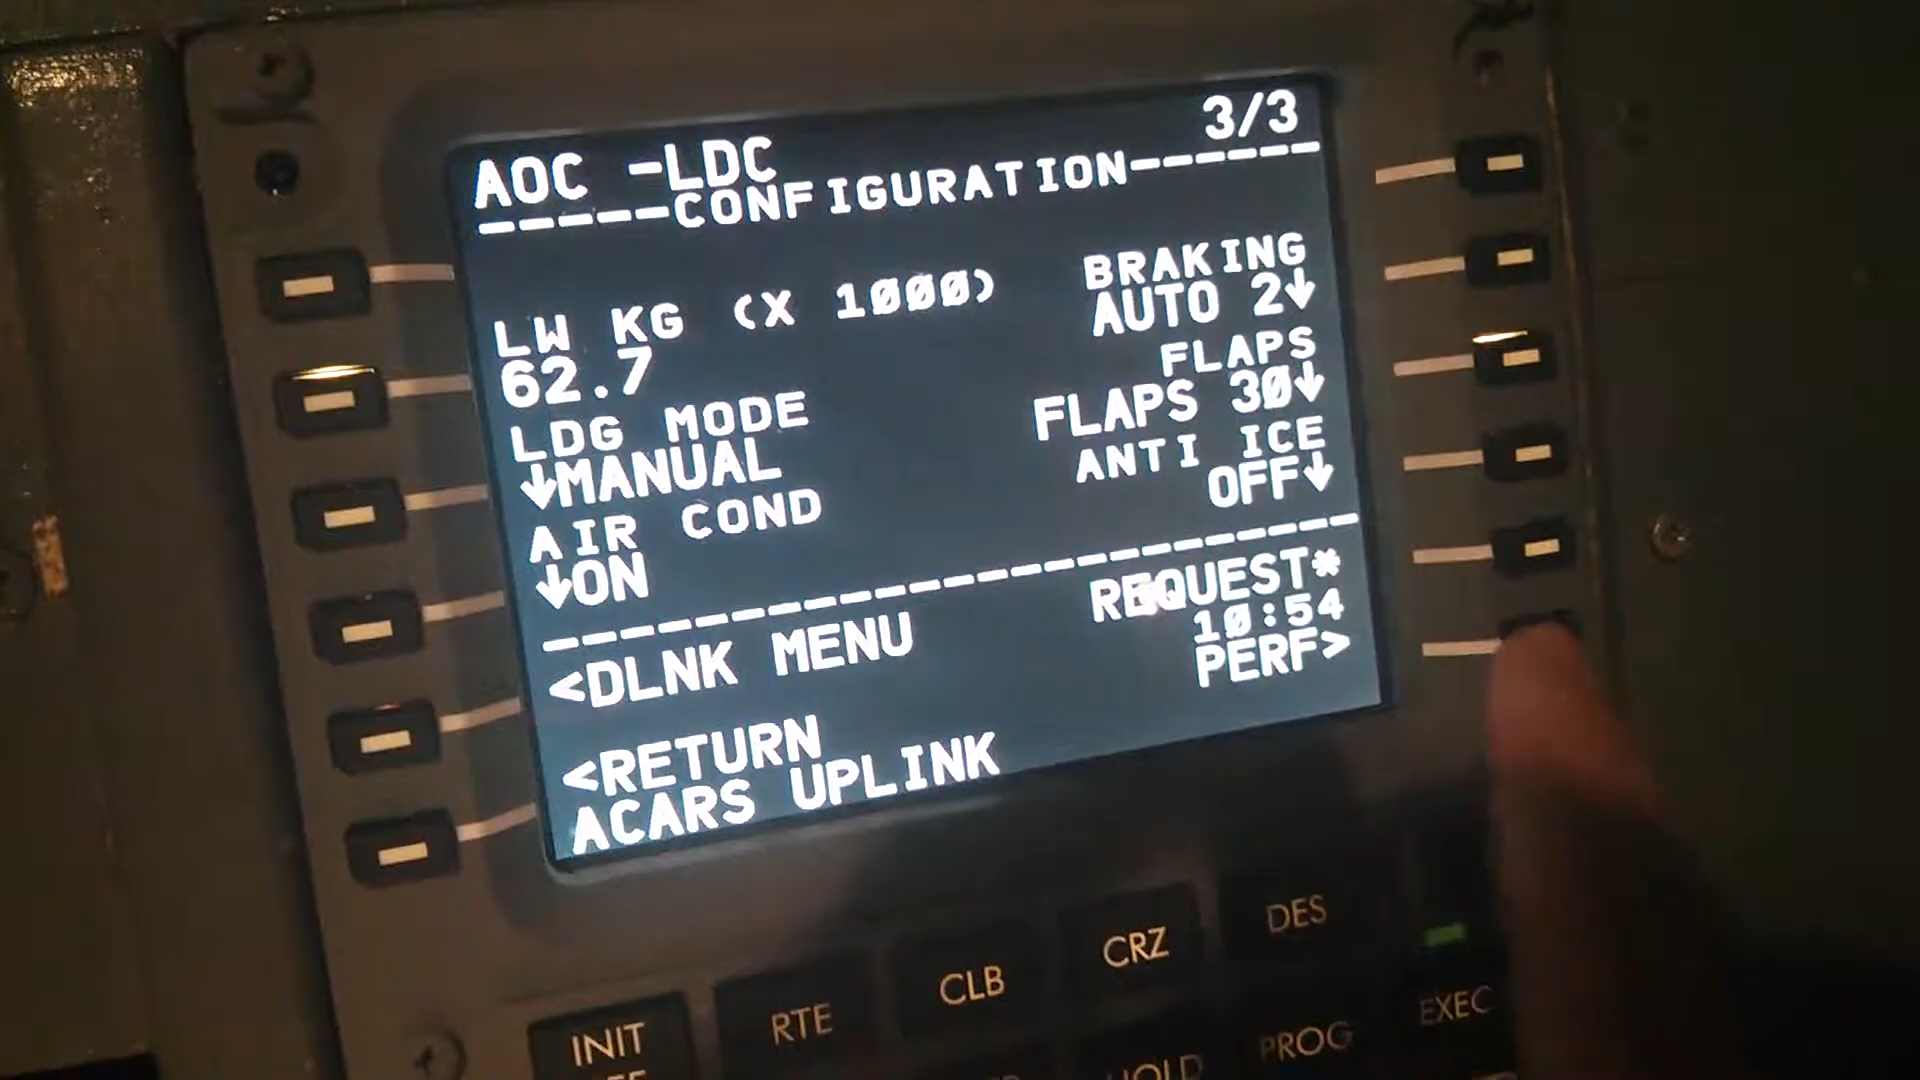 AOC -LDC 3/3
-----CONFIGURATION------
LW KG (X 1000) BRAKING
62.7 AUTO 2↓
LDG MODE FLAPS
↓MANUAL FLAPS 30↓
AIR COND ANTI ICE
↓ON OFF↓
------------------------
<DLNK MENU REQUEST*
10:54
<RETURN PERF>
ACARS UPLINK
INIT RTE CLB CRZ DES
HOLD PROG EXEC